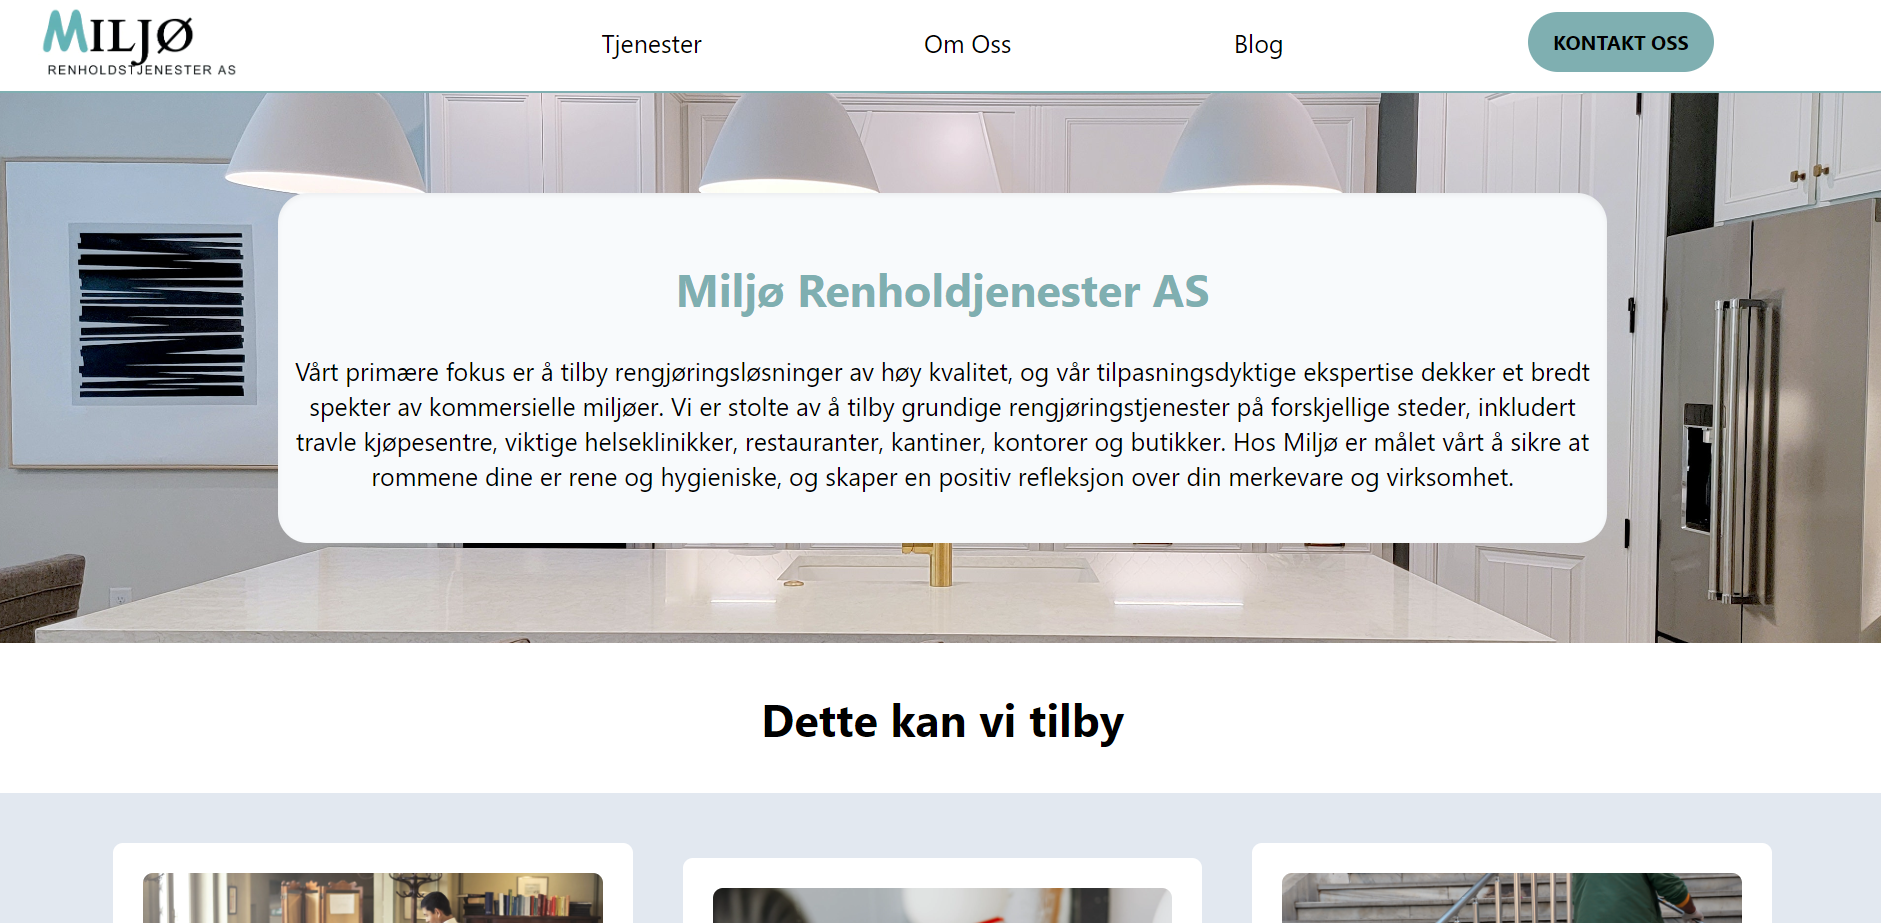 MILJØ
RENHOLDSTJENESTER AS
Tjenester
Om Oss
Blog
KONTAKT OSS
Miljø Renholdjenester AS
Vårt primære fokus er å tilby rengjøringsløsninger av høy kvalitet, og vår tilpasningsdyktige ekspertise dekker et bredt
spekter av kommersielle miljøer. Vi er stolte av å tilby grundige rengjøringstjenester på forskjellige steder, inkludert
travle kjøpesentre, viktige helseklinikker, restauranter, kantiner, kontorer og butikker. Hos Miljø er målet vårt å sikre at
rommene dine er rene og hygieniske, og skaper en positiv refleksjon over din merkevare og virksomhet.
Dette kan vi tilby